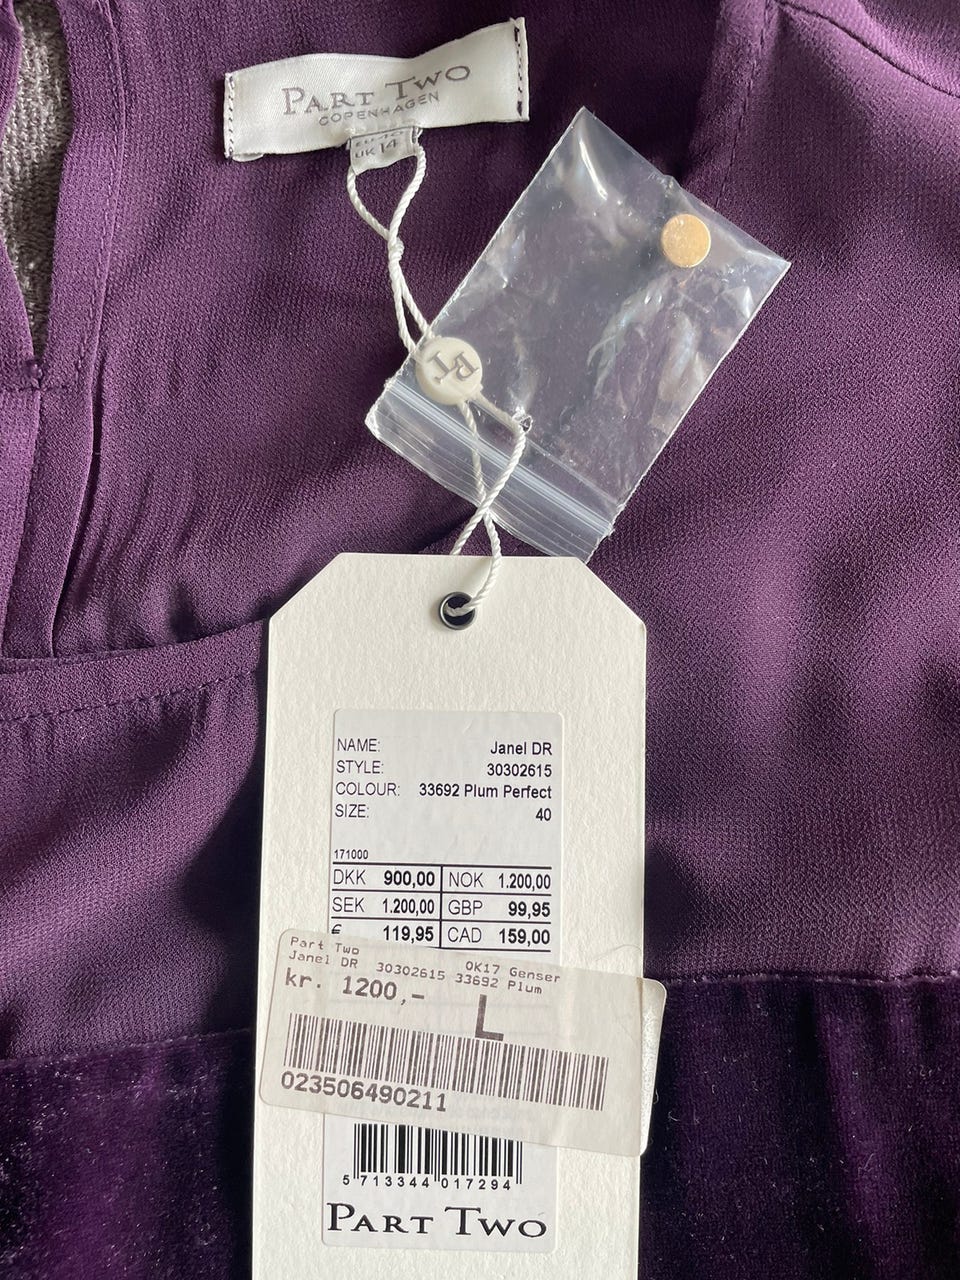 PART TWO
COPENHAGEN
EU 40
UK 14
PT
NAME: Janel DR
STYLE: 30302615
COLOUR: 33692 Plum Perfect
SIZE: 40
171000
DKK 900,00 NOK 1.200,00
SEK 1.200,00 GBP 99,95
€ 119,95 CAD 159,00
Part Two OK17 Genser
Janel DR 30302615 33692 Plum
kr. 1200,- L
023506490211
5 713344 017294
PART TWO